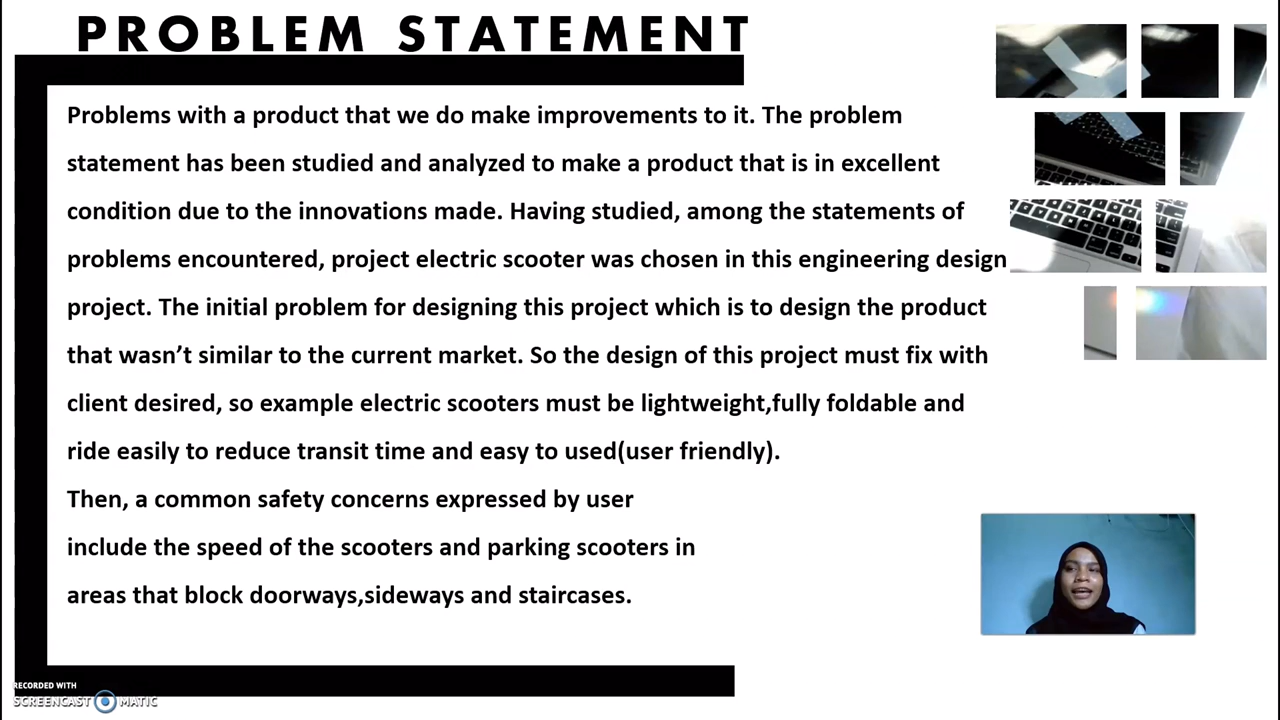 PROBLEM STATEMENT
Problems with a product that we do make improvements to it. The problem
statement has been studied and analyzed to make a product that is in excellent
condition due to the innovations made. Having studied, among the statements of
problems encountered, project electric scooter was chosen in this engineering design
project. The initial problem for designing this project which is to design the product
that wasn’t similar to the current market. So the design of this project must fix with
client desired, so example electric scooters must be lightweight,fully foldable and
ride easily to reduce transit time and easy to used(user friendly).
Then, a common safety concerns expressed by user
include the speed of the scooters and parking scooters in
areas that block doorways,sideways and staircases.
RECORDED WITH
SCREENCAST MATIC